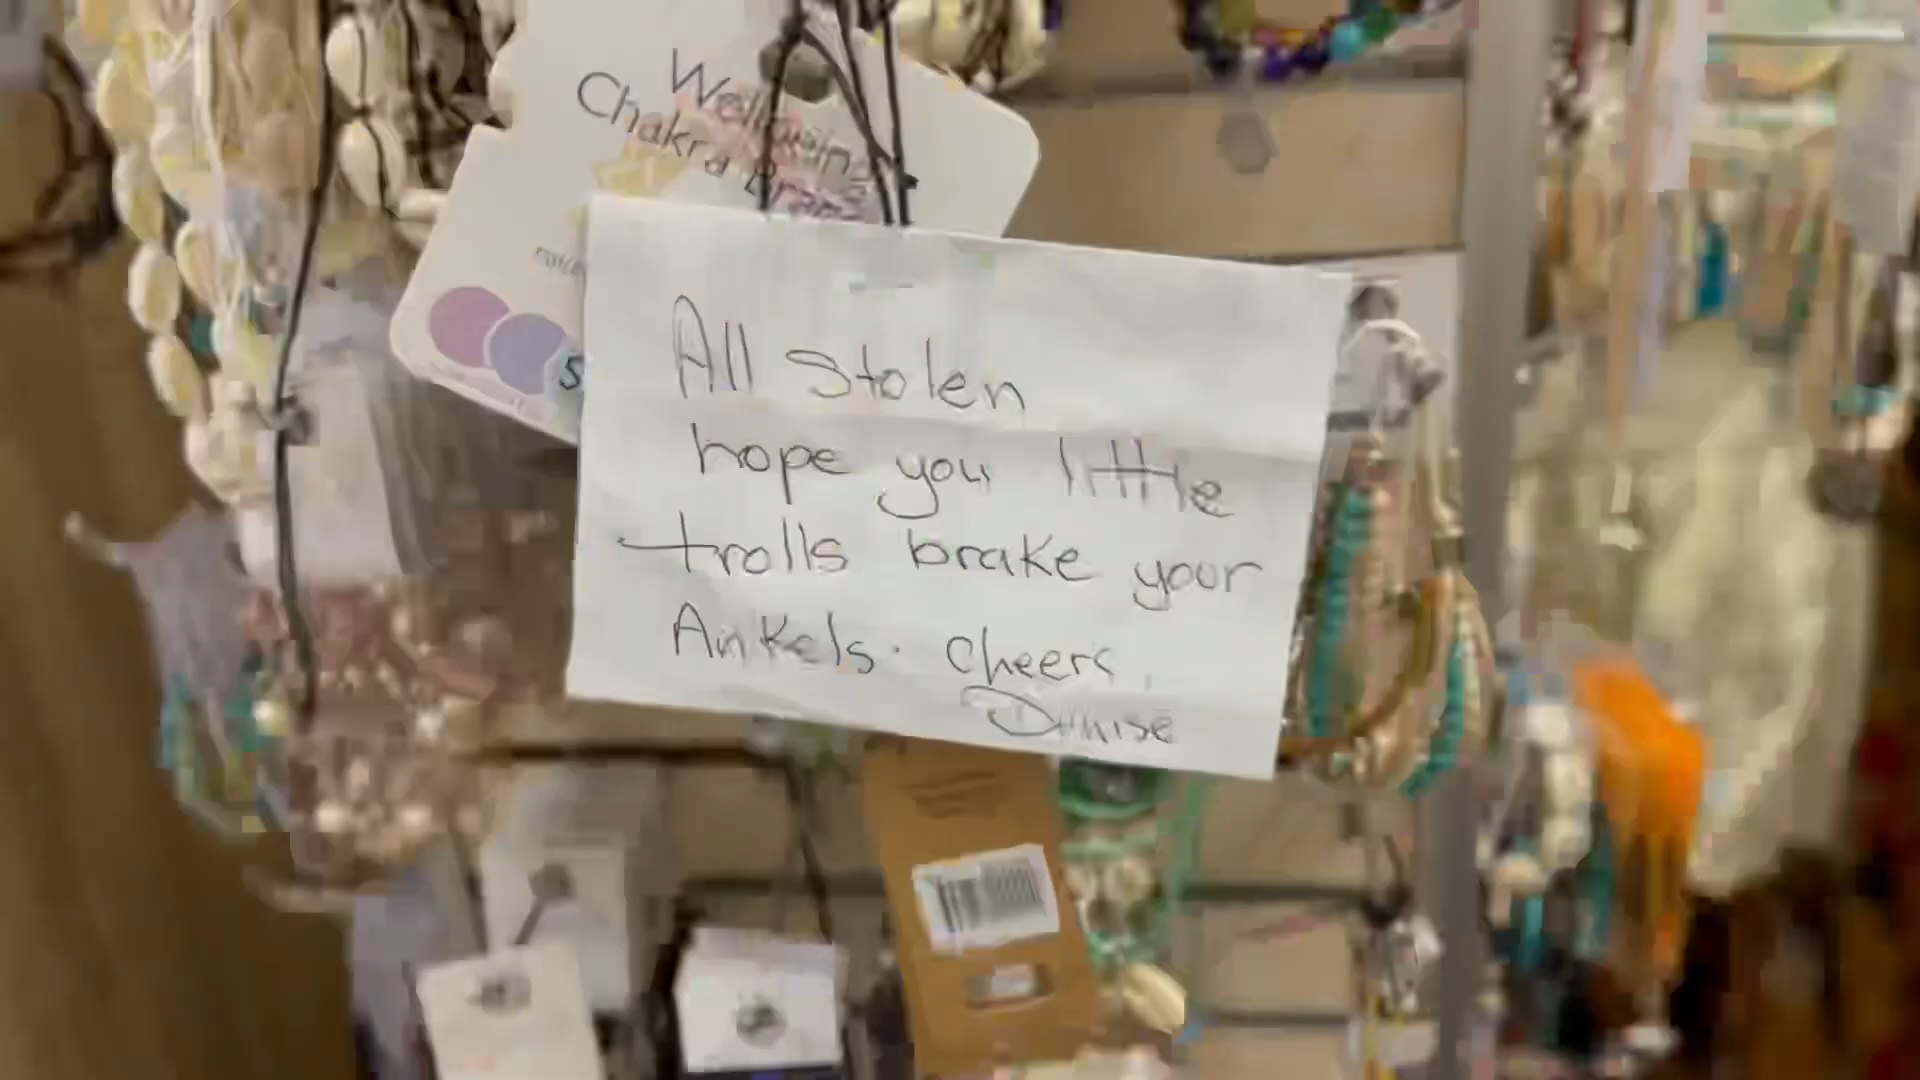 Wellbeing
Chakra
All stolen
hope you little
trolls brake your
Ankels. cheers,
Denise